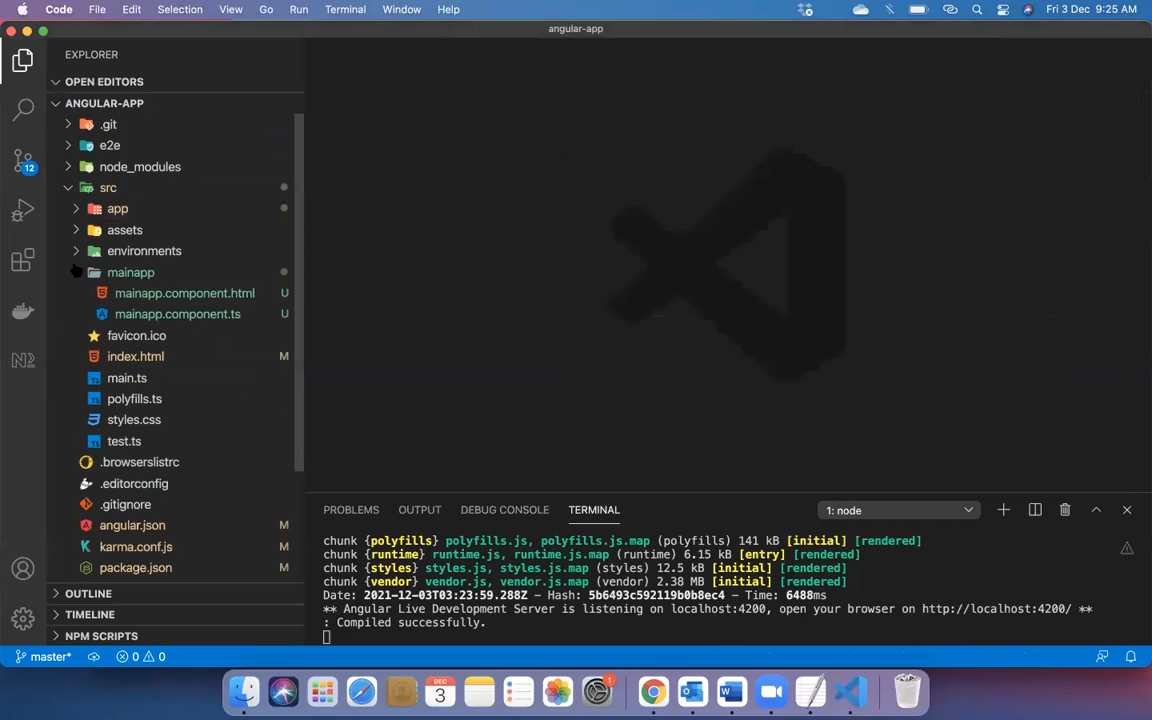 Code File Edit Selection View Go Run Terminal Window Help Fri 3 Dec 9:25 AM
angular-app
EXPLORER
OPEN EDITORS
ANGULAR-APP
.git
e2e
node_modules
12
src
app
assets
environments
mainapp
mainapp.component.html U
mainapp.component.ts U
favicon.ico
index.html M
main.ts
polyfills.ts
styles.css
test.ts
.browserslistrc
.editorconfig
.gitignore
angular.json M
karma.conf.js M
package.json M
OUTLINE
TIMELINE
NPM SCRIPTS
PROBLEMS OUTPUT DEBUG CONSOLE TERMINAL 1: node
chunk {polyfills} polyfills.js, polyfills.js.map (polyfills) 141 kB [initial] [rendered]
chunk {runtime} runtime.js, runtime.js.map (runtime) 6.15 kB [entry] [rendered]
chunk {styles} styles.js, styles.js.map (styles) 12.5 kB [initial] [rendered]
chunk {vendor} vendor.js, vendor.js.map (vendor) 2.38 MB [initial] [rendered]
Date: 2021-12-03T03:23:59.288Z - Hash: 5b6493c592119b0b8ec4 - Time: 6488ms
** Angular Live Development Server is listening on localhost:4200, open your browser on http://localhost:4200/ **
: Compiled successfully.
master* 0 0
DEC
3
1